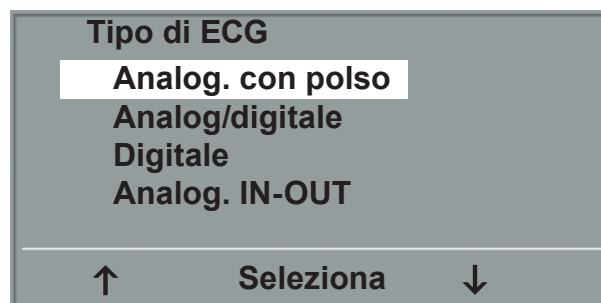 Tipo di ECG
Analog. con polso
Analog/digitale
Digitale
Analog. IN-OUT
↑ Seleziona ↓